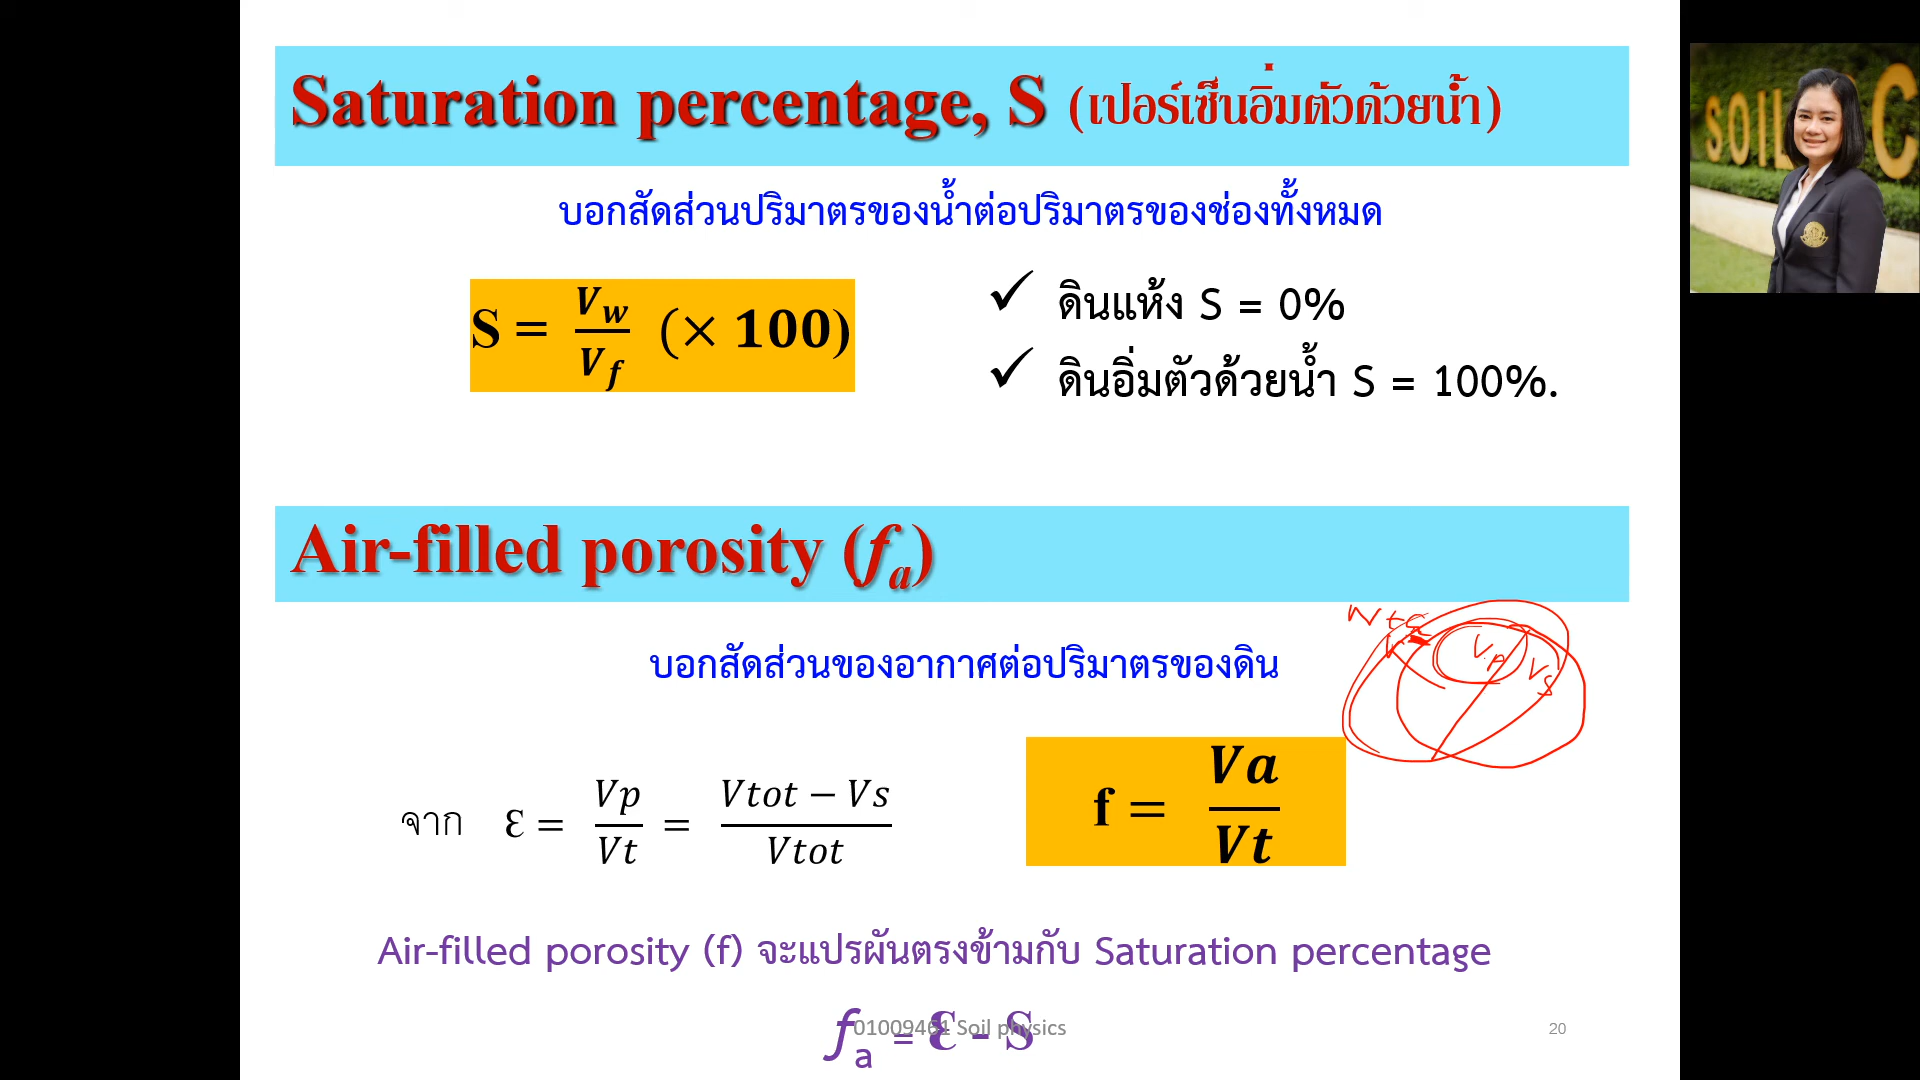 Saturation percentage, S (เปอร์เซ็นอิ่มตัวด้วยน้ำ)
SOIL C
บอกสัดส่วนปริมาตรของน้ำต่อปริมาตรของช่องทั้งหมด
S = Vw/Vf (× 100)
✓ ดินแห้ง S = 0%
✓ ดินอิ่มตัวด้วยน้ำ S = 100%.
Air-filled porosity (fa)
บอกสัดส่วนของอากาศต่อปริมาตรของดิน
Vp Vs
จาก ε = Vp/Vt = Vtot − Vs/Vtot
f = Va/Vt
Air-filled porosity (f) จะแปรผันตรงข้ามกับ Saturation percentage
fa = ε - S
01009461 Soil physics
20